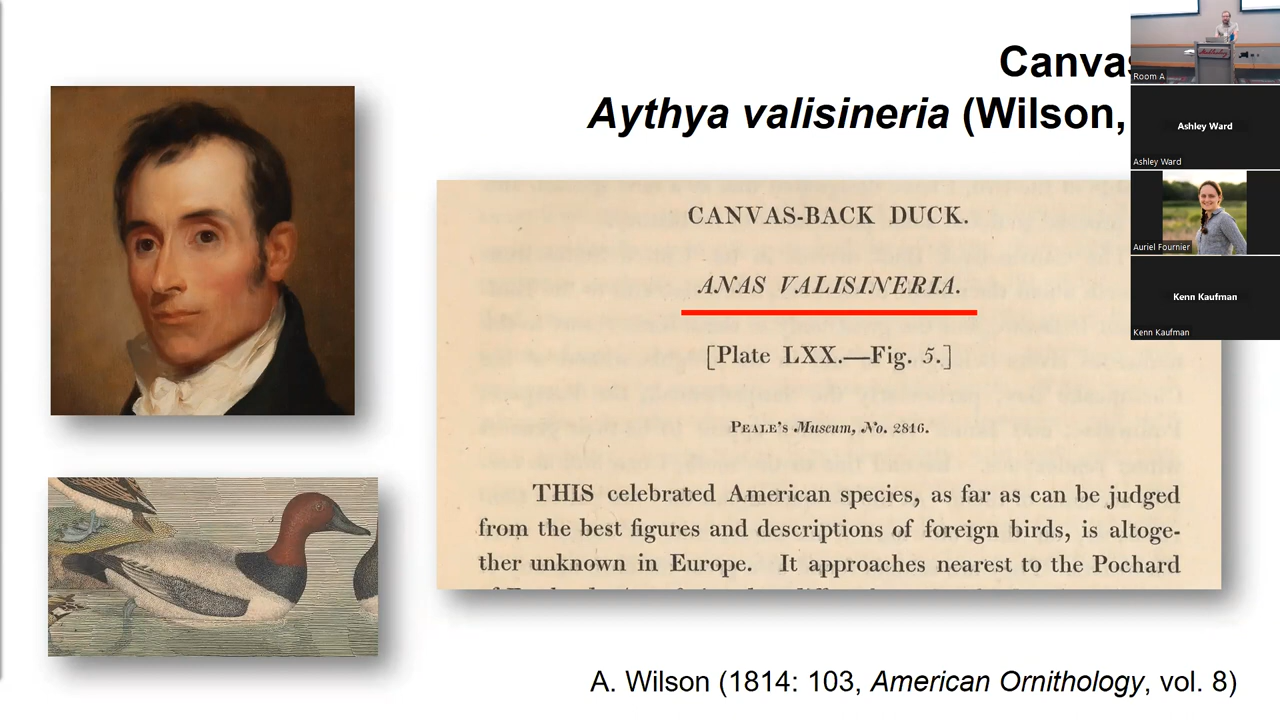 Canvas
Aythya valisineria (Wilson,
CANVAS-BACK DUCK.
ANAS VALISINERIA.
[Plate LXX.—Fig. 5.]
PEALE'S Museum, No. 2816.
THIS celebrated American species, as far as can be judged
from the best figures and descriptions of foreign birds, is altoge-
ther unknown in Europe. It approaches nearest to the Pochard
A. Wilson (1814: 103, American Ornithology, vol. 8)
Room A
Ashley Ward
Ashley Ward
Auriel Fournier
Kenn Kaufman
Kenn Kaufman